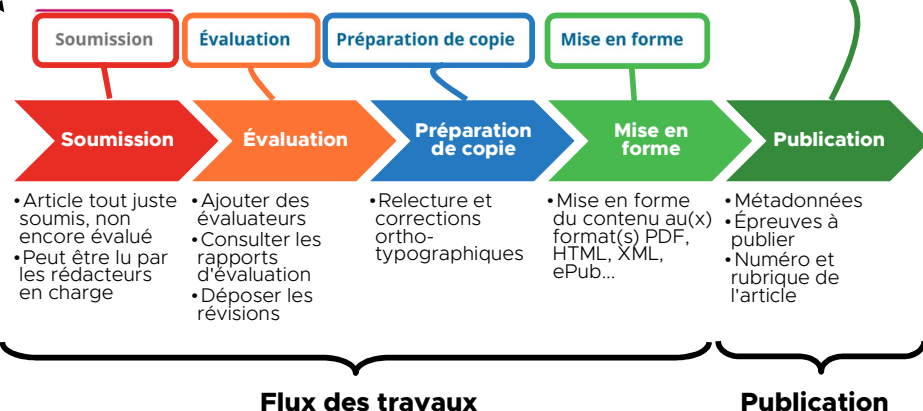 Soumission
Évaluation
Préparation de copie
Mise en forme
Soumission
Évaluation
Préparation
de copie
Mise en
forme
Publication
•Article tout juste
soumis, non
encore évalué
•Peut être lu par
les rédacteurs
en charge
•Ajouter des
évaluateurs
•Consulter les
rapports
d'évaluation
•Déposer les
révisions
•Relecture et
corrections
ortho-
typographiques
•Mise en forme
du contenu au(x)
format(s) PDF,
HTML, XML,
ePub...
•Métadonnées
•Épreuves à
publier
•Numéro et
rubrique de
l'article
Flux des travaux
Publication